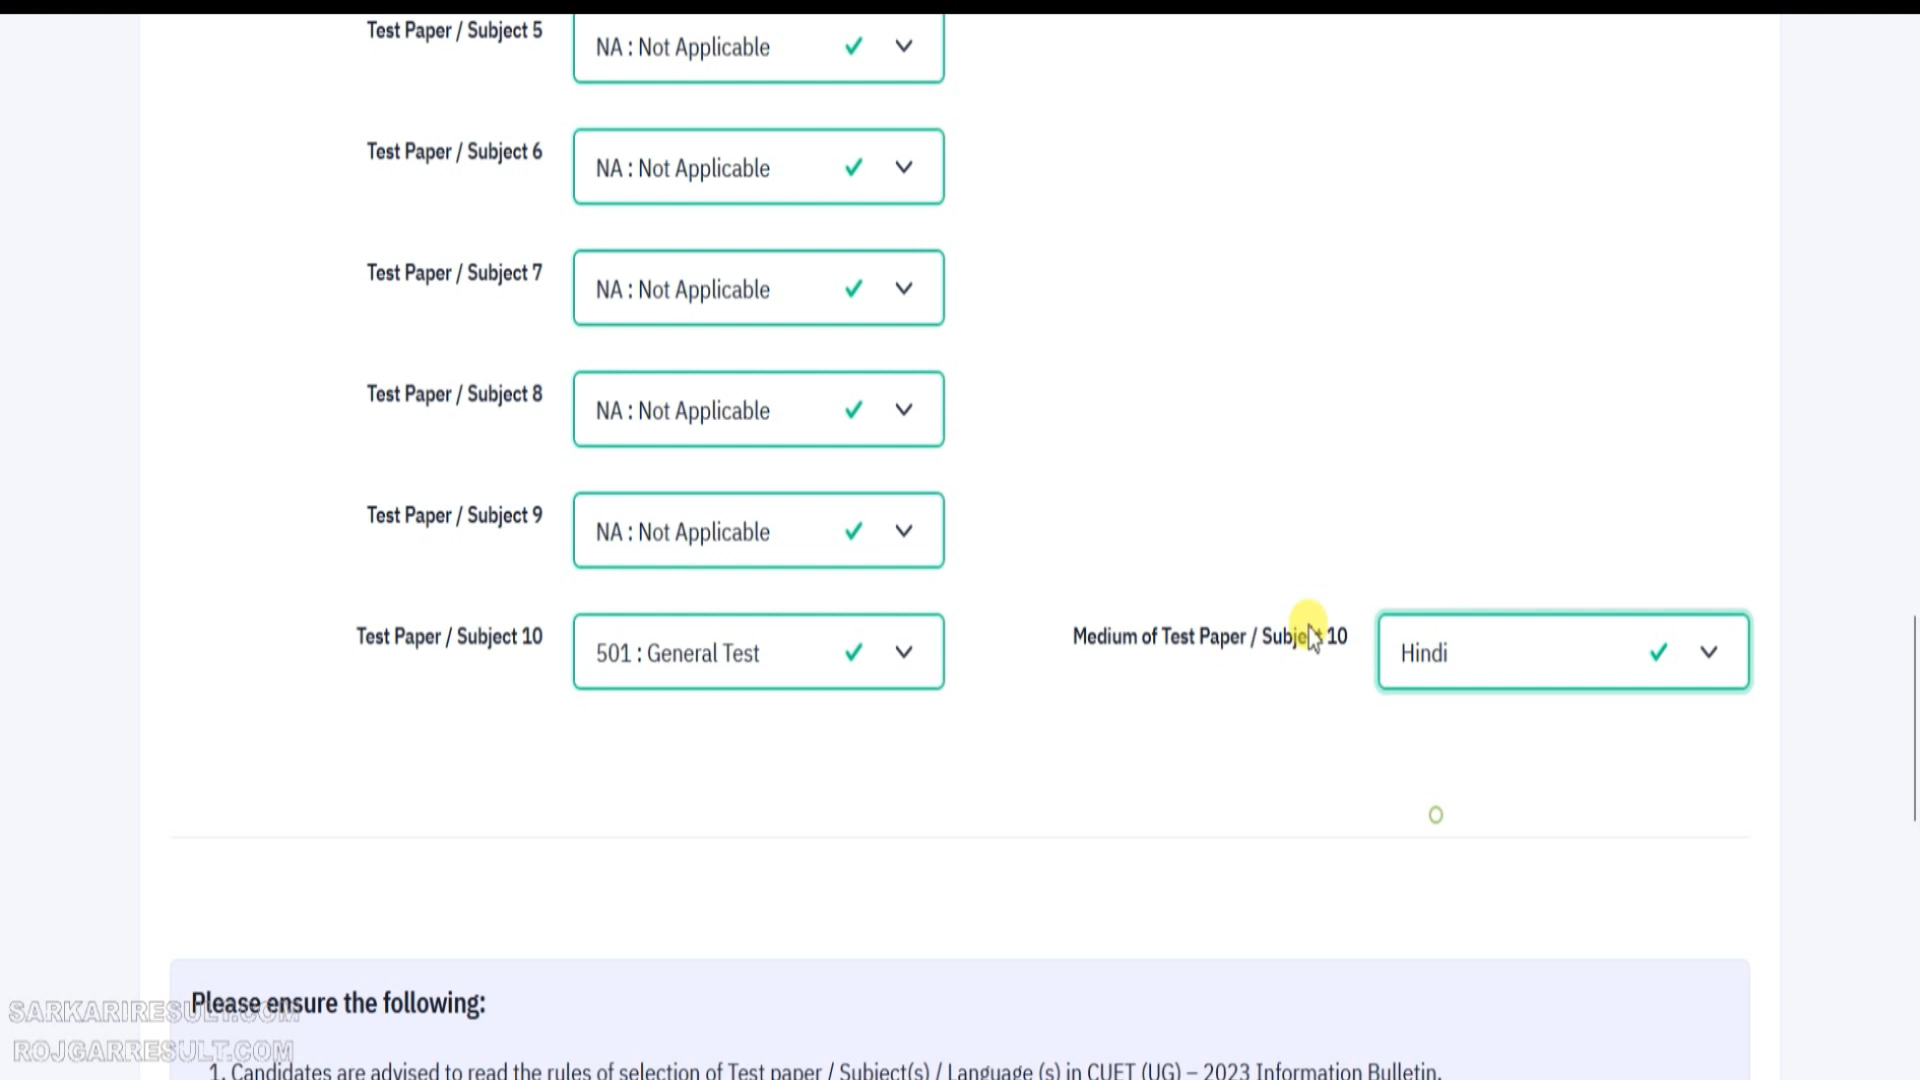 Test Paper / Subject 5
NA : Not Applicable
Test Paper / Subject 6
NA : Not Applicable
Test Paper / Subject 7
NA : Not Applicable
Test Paper / Subject 8
NA : Not Applicable
Test Paper / Subject 9
NA : Not Applicable
Test Paper / Subject 10
501 : General Test
Medium of Test Paper / Subject 10
Hindi
Please ensure the following:
SARKARIRESULT.COM
ROJGARRESULT.COM
1. Candidates are advised to read the rules of selection of Test paper / Subject(s) / Language (s) in CUET (UG) – 2023 Information Bulletin.